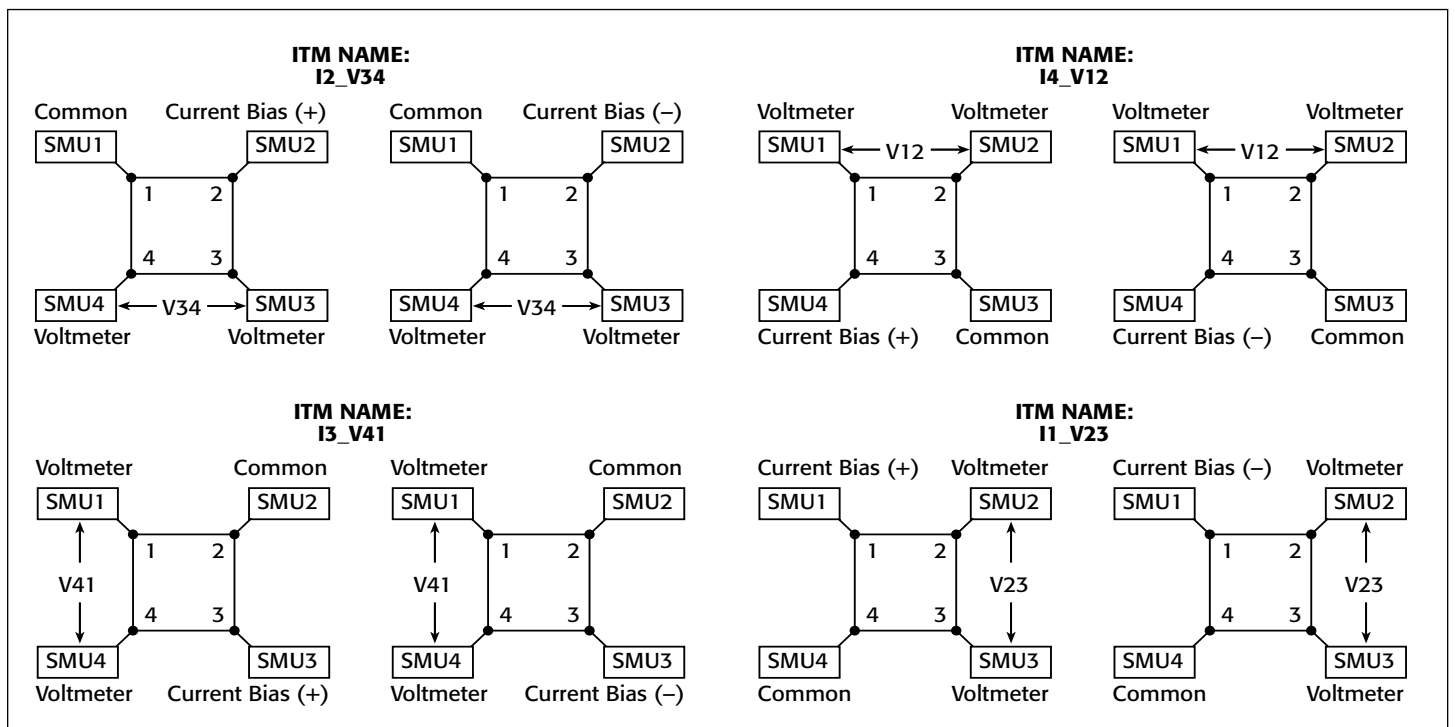 ITM NAME:
I2_V34
Common Current Bias (+) Common Current Bias (–)
SMU1 SMU2 SMU1 SMU2
1 2 1 2
4 3 4 3
SMU4 V34 SMU3 SMU4 V34 SMU3
Voltmeter Voltmeter Voltmeter Voltmeter
ITM NAME:
I4_V12
Voltmeter Voltmeter Voltmeter Voltmeter
SMU1 V12 SMU2 SMU1 V12 SMU2
1 2 1 2
4 3 4 3
SMU4 SMU3 SMU4 SMU3
Current Bias (+) Common Current Bias (–) Common
ITM NAME:
I3_V41
Voltmeter Common Voltmeter Common
SMU1 SMU2 SMU1 SMU2
1 2 1 2
V41 V41
4 3 4 3
SMU4 SMU3 SMU4 SMU3
Voltmeter Current Bias (+) Voltmeter Current Bias (–)
ITM NAME:
I1_V23
Current Bias (+) Voltmeter Current Bias (–) Voltmeter
SMU1 SMU2 SMU1 SMU2
1 2 1 2
V23 V23
4 3 4 3
SMU4 SMU3 SMU4 SMU3
Common Voltmeter Common Voltmeter